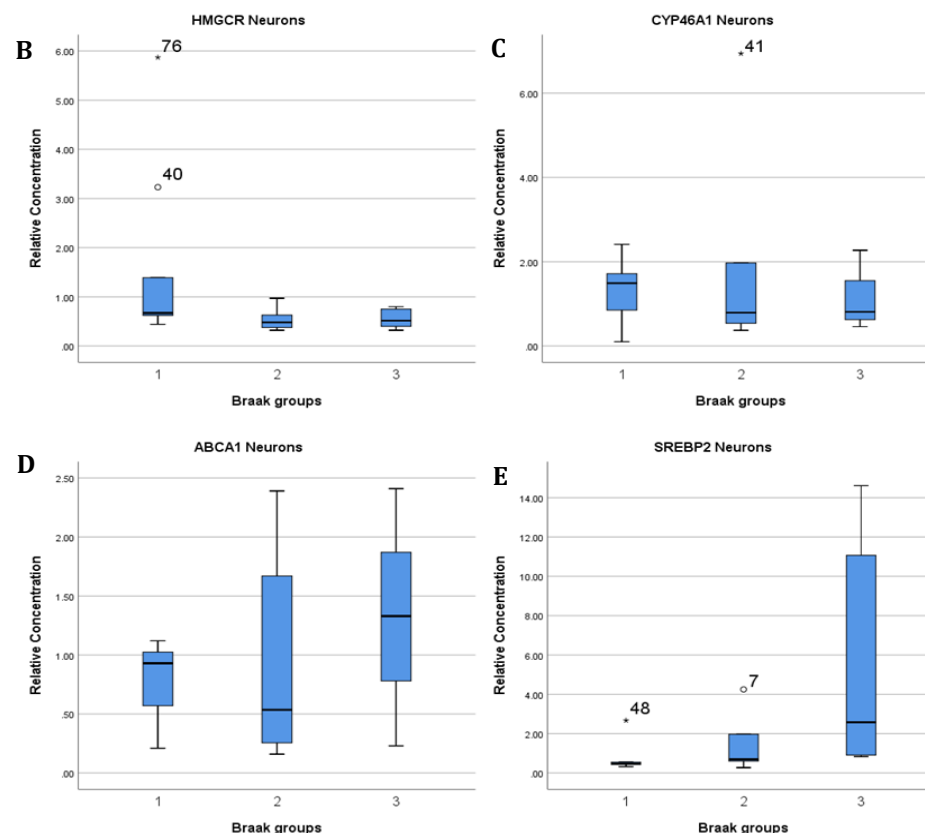 B
HMGCR Neurons
Relative Concentration
6.00
5.00
4.00
3.00
2.00
1.00
.00
76
40
1 2 3
Braak groups
C
CYP46A1 Neurons
Relative Concentration
6.00
4.00
2.00
.00
41
1 2 3
Braak groups
D
ABCA1 Neurons
Relative Concentration
2.50
2.00
1.50
1.00
.50
.00
1 2 3
Braak groups
E
SREBP2 Neurons
Relative Concentration
14.00
12.00
10.00
8.00
6.00
4.00
2.00
.00
48
7
1 2 3
Braak groups